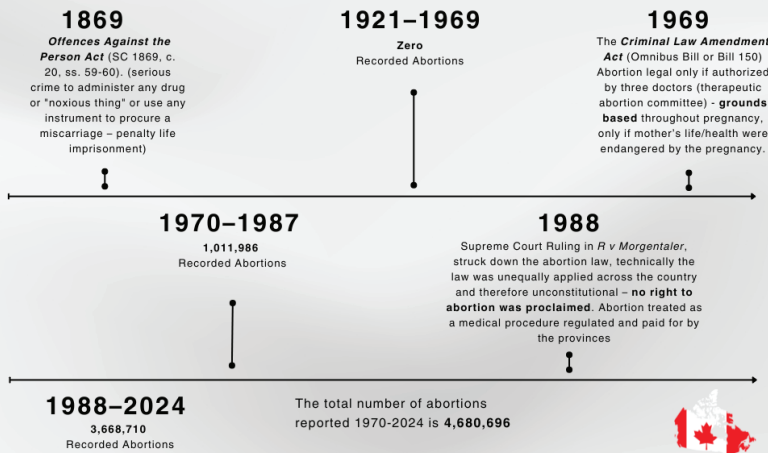 1869
Offences Against the
Person Act (SC 1869, c.
20, ss. 59-60). (serious
crime to administer any drug
or "noxious thing" or use any
instrument to procure a
miscarriage – penalty life
imprisonment)
1921–1969
Zero
Recorded Abortions
1969
The Criminal Law Amendment
Act (Omnibus Bill or Bill 150)
Abortion legal only if authorized
by three doctors (therapeutic
abortion committee) - grounds
based throughout pregnancy,
only if mother's life/health were
endangered by the pregnancy.
1970–1987
1,011,986
Recorded Abortions
1988
Supreme Court Ruling in R v Morgentaler,
struck down the abortion law, technically the
law was unequally applied across the country
and therefore unconstitutional – no right to
abortion was proclaimed. Abortion treated as
a medical procedure regulated and paid for by
the provinces
1988–2024
3,668,710
Recorded Abortions
The total number of abortions
reported 1970-2024 is 4,680,696